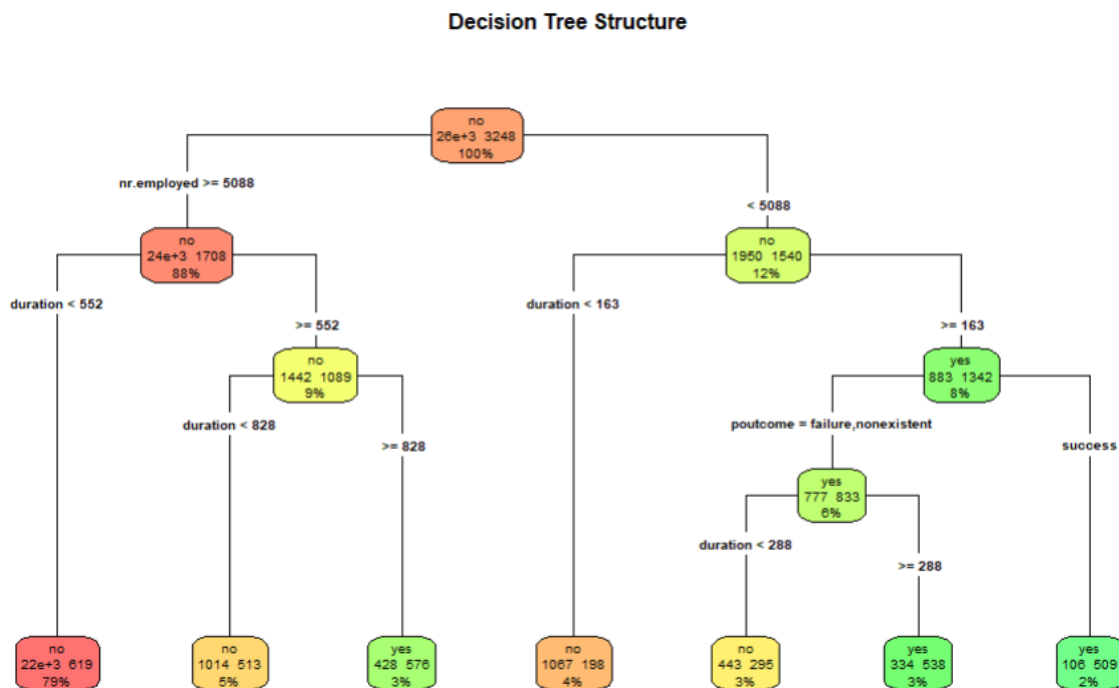 Decision Tree Structure
no
26e+3 3248
100%
nr.employed >= 5088
< 5088
no
24e+3 1708
88%
no
1950 1540
12%
duration < 552
>= 552
duration < 163
>= 163
no
1442 1089
9%
yes
883 1342
8%
duration < 828
>= 828
poutcome = failure,nonexistent
success
yes
777 833
6%
duration < 288
>= 288
no
22e+3 619
79%
no
1014 513
5%
yes
428 576
3%
no
1067 198
4%
no
443 295
3%
yes
334 538
3%
yes
106 509
2%